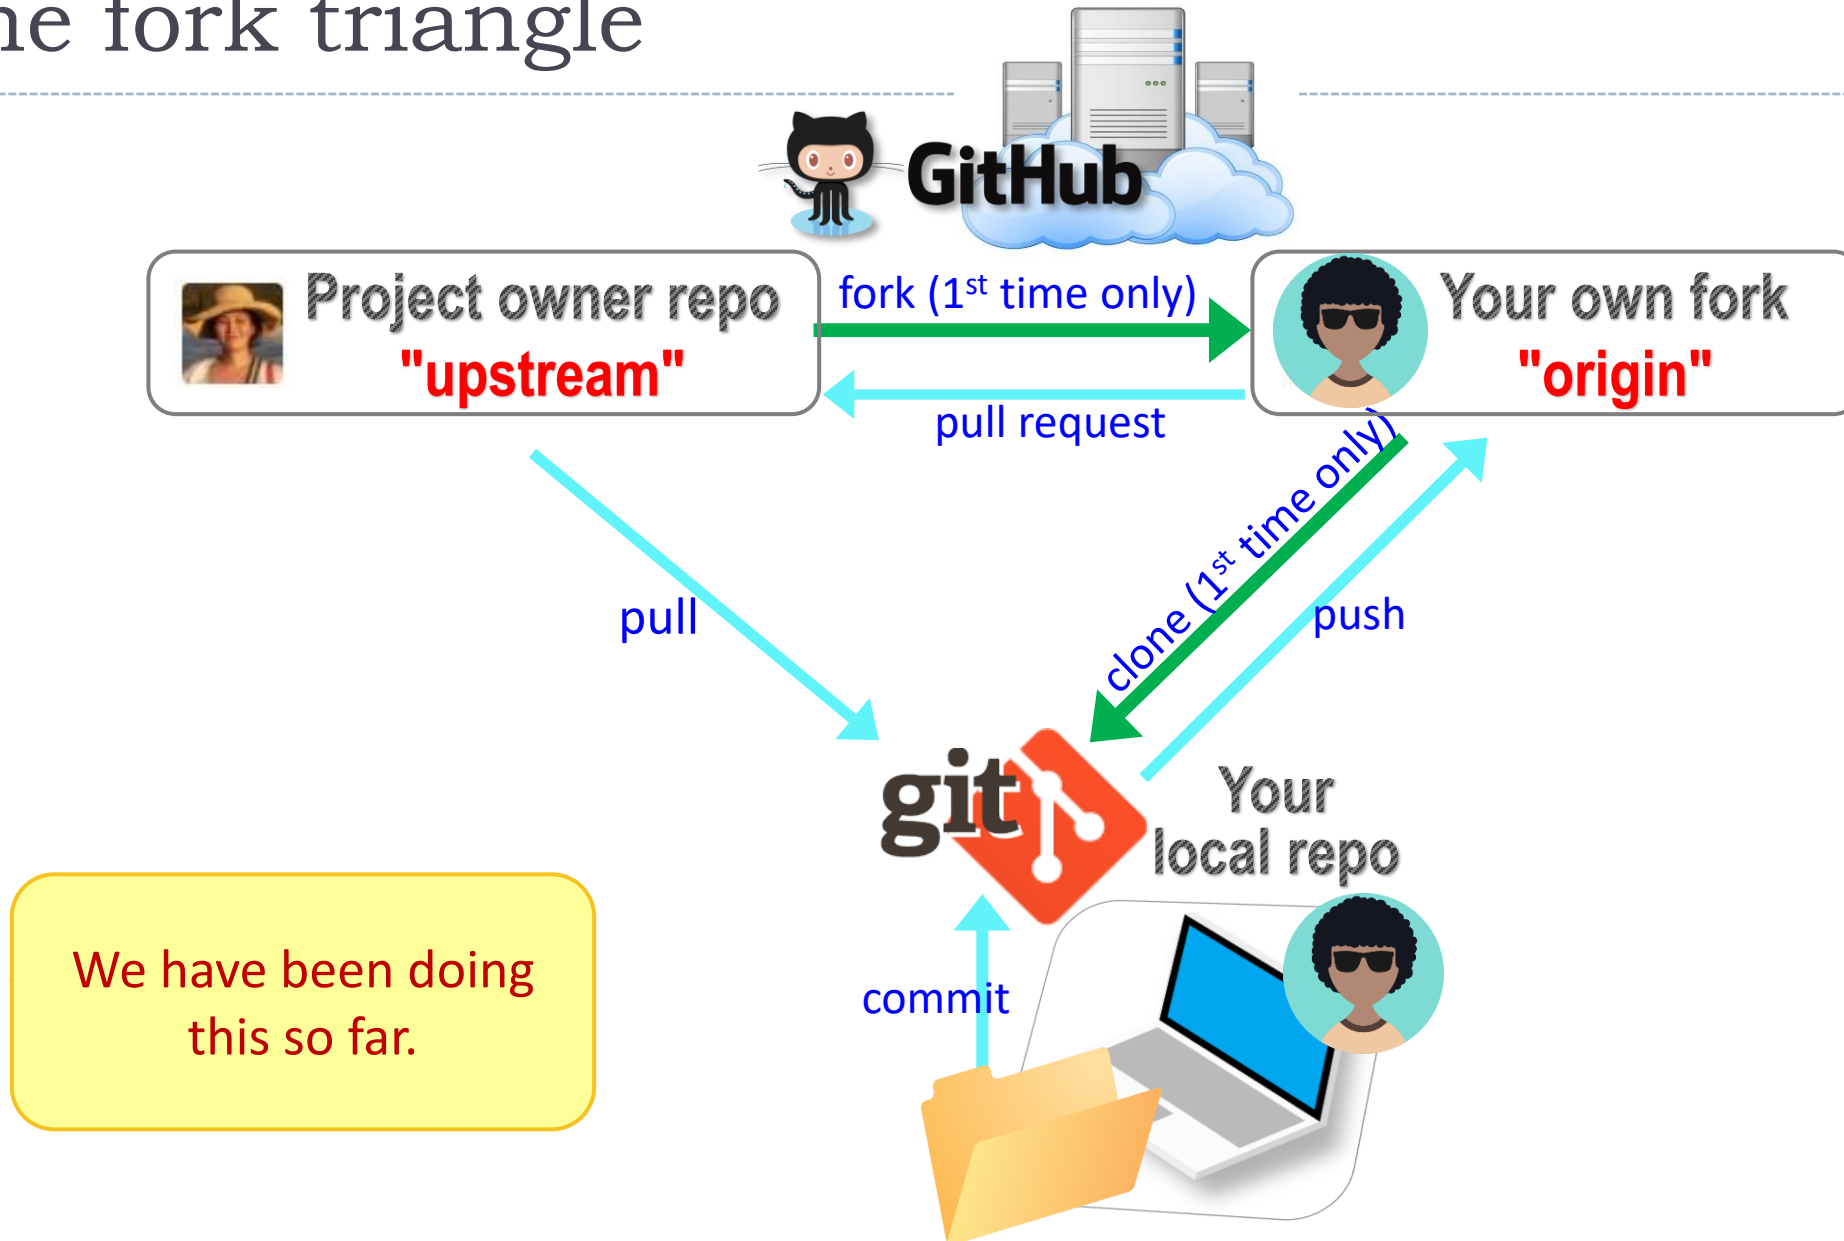 he fork triangle
GitHub
Project owner repo
"upstream"
fork (1st time only)
Your own fork
"origin"
pull request
clone (1st time only)
pull
push
git
Your
local repo
We have been doing
this so far.
commit